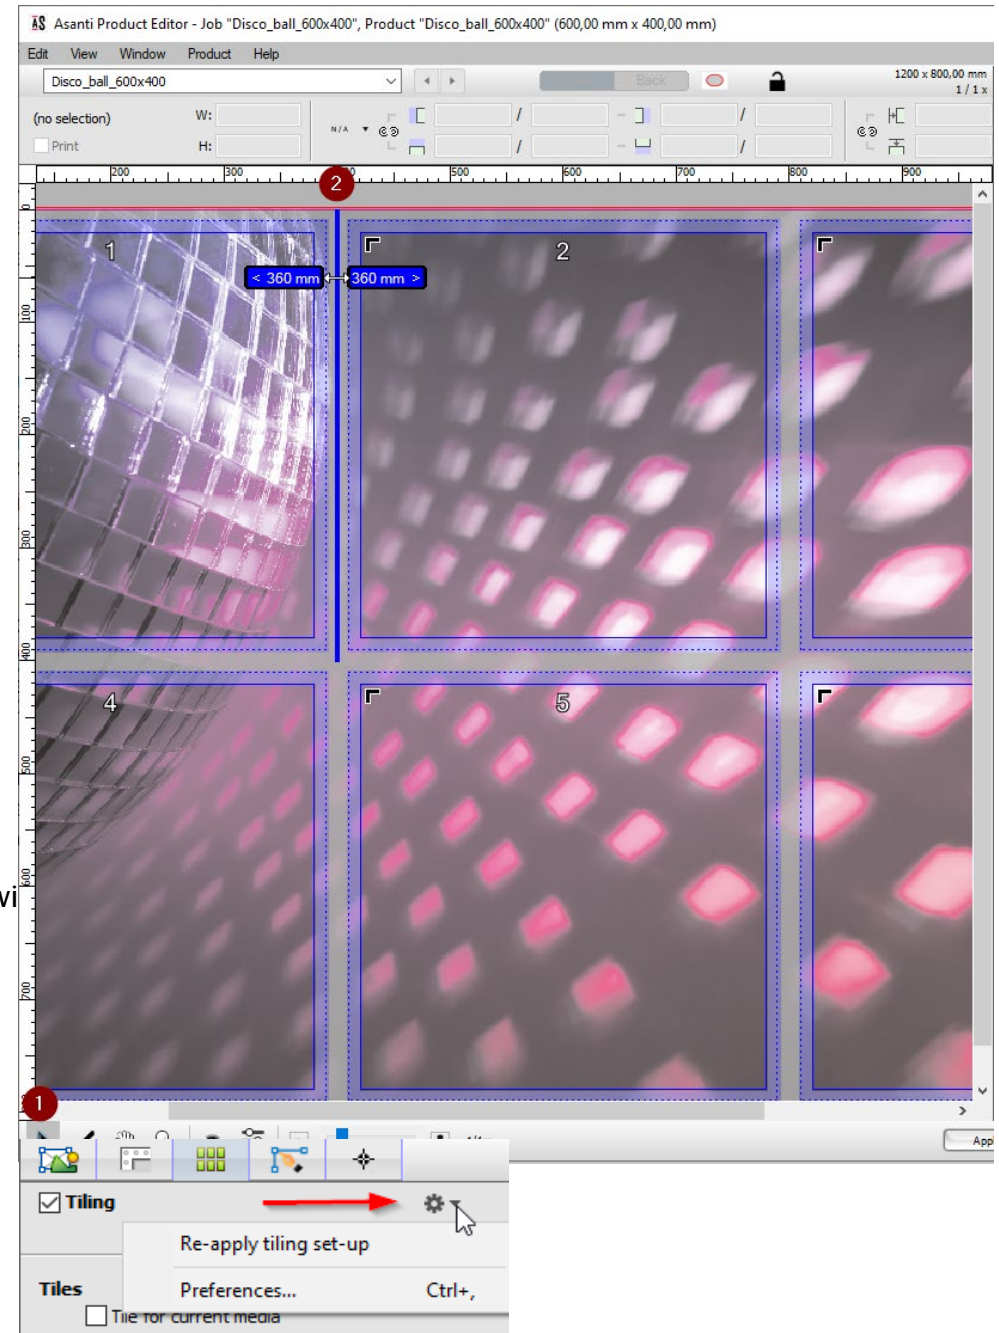 Asanti Product Editor - Job "Disco_ball_600x400", Product "Disco_ball_600x400" (600,00 mm x 400,00 mm)
Edit View Window Product Help
Disco_ball_600x400 Back 1200 x 800,00 mm
1 / 1 x
(no selection) W: / - / 
N/A
Print H: / - /
200 300 500 600 700 800 900
2
0
1 2
< 360 mm 360 mm >
100
200
300
400
4 5
500
600
wi
700
1
Appl
Tiling
Re-apply tiling set-up
Tiles Preferences... Ctrl+,
Tile for current media